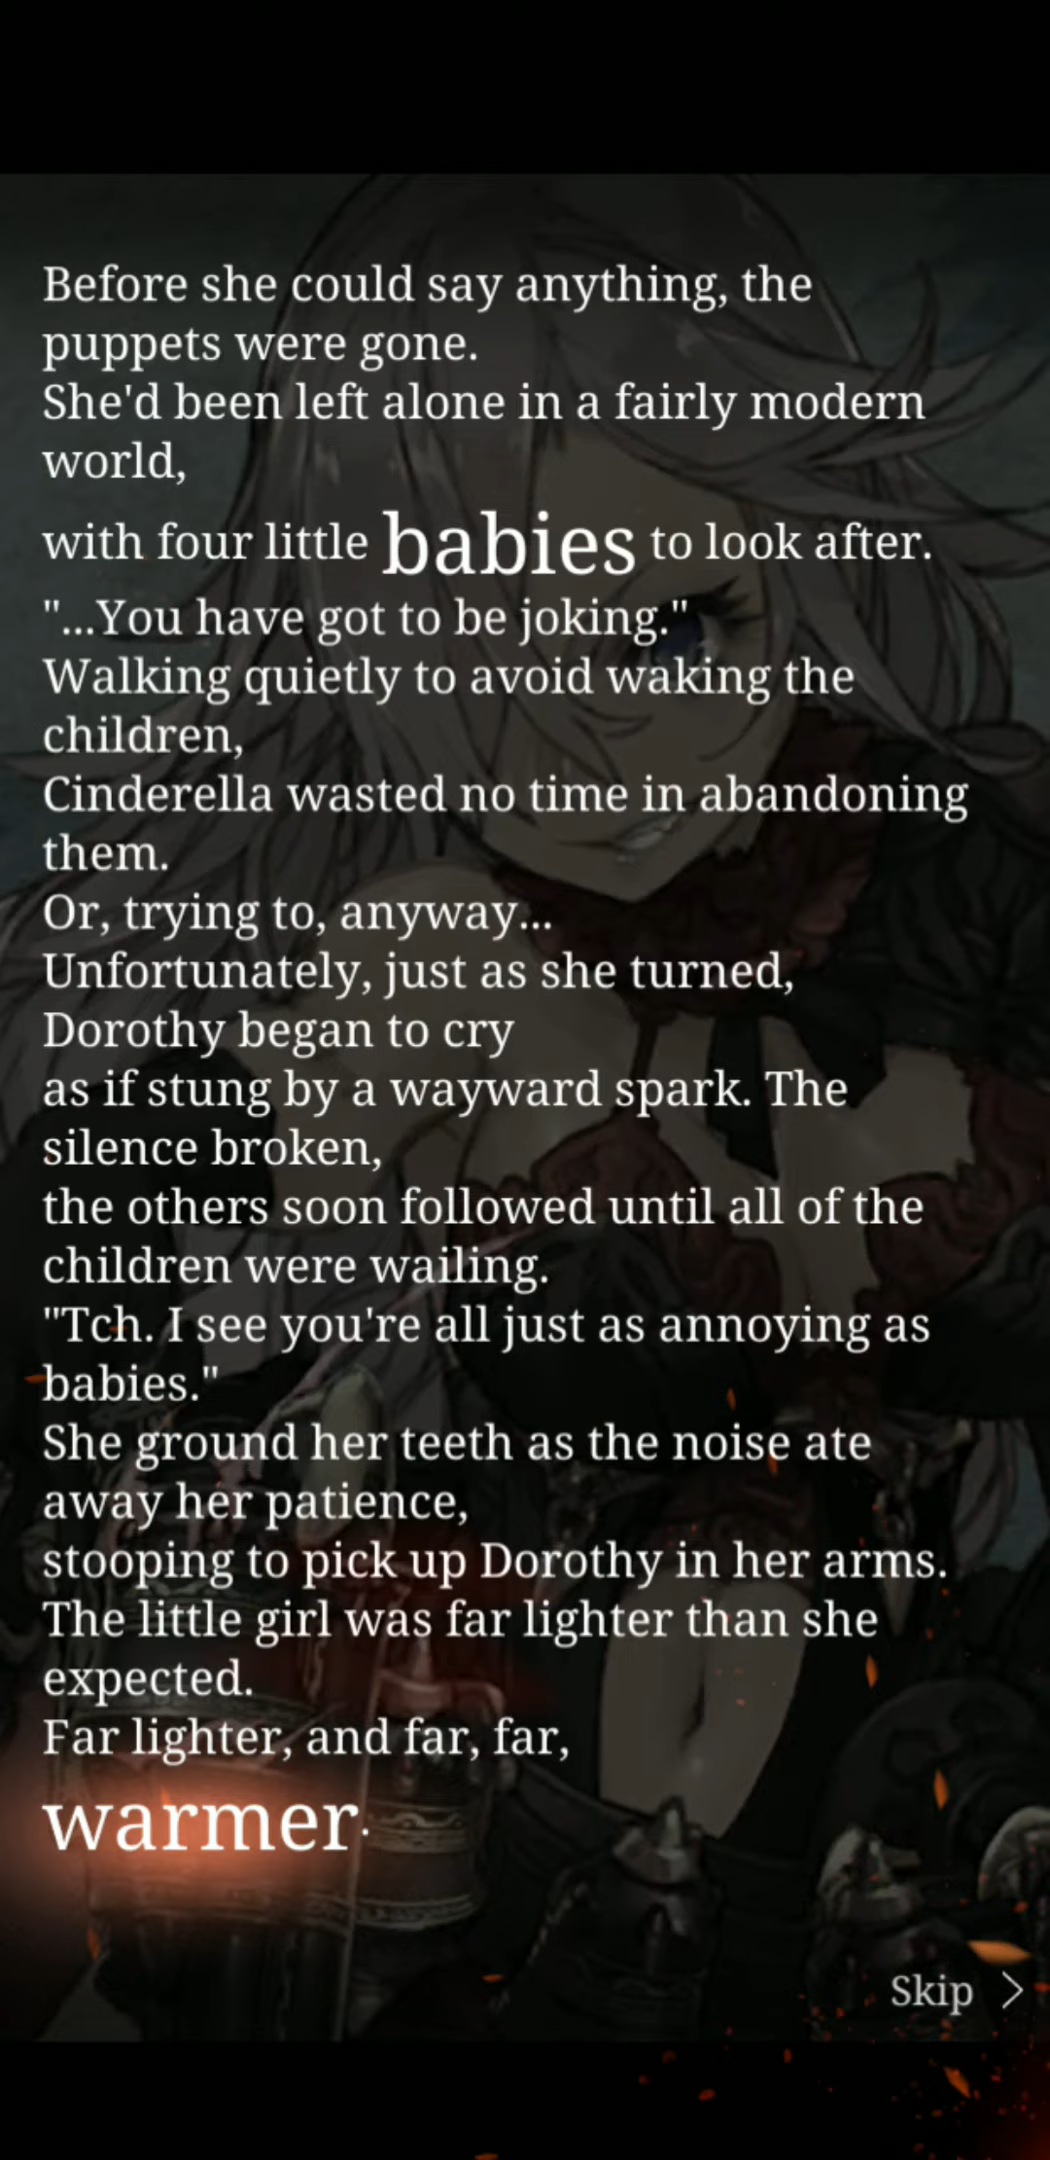 Before she could say anything, the
puppets were gone.
She'd been left alone in a fairly modern
world,
with four little babies to look after.
"...You have got to be joking."
Walking quietly to avoid waking the
children,
Cinderella wasted no time in abandoning
them.
Or, trying to, anyway...
Unfortunately, just as she turned,
Dorothy began to cry
as if stung by a wayward spark. The
silence broken,
the others soon followed until all of the
children were wailing.
"Tch. I see you're all just as annoying as
babies."
She ground her teeth as the noise ate
away her patience,
stooping to pick up Dorothy in her arms.
The little girl was far lighter than she
expected.
Far lighter, and far, far,
warmer.
Skip >